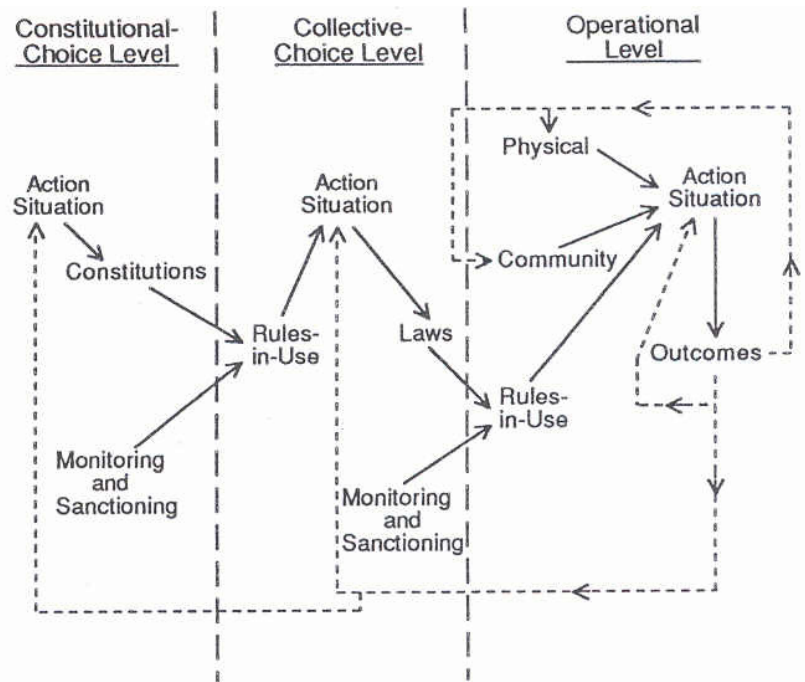 Constitutional-
Choice Level
Collective-
Choice Level
Operational
Level
Action
Situation
Constitutions
Monitoring
and
Sanctioning
Rules-
in-Use
Action
Situation
Laws
Monitoring
and
Sanctioning
Rules-
in-Use
Physical
Community
Action
Situation
Outcomes